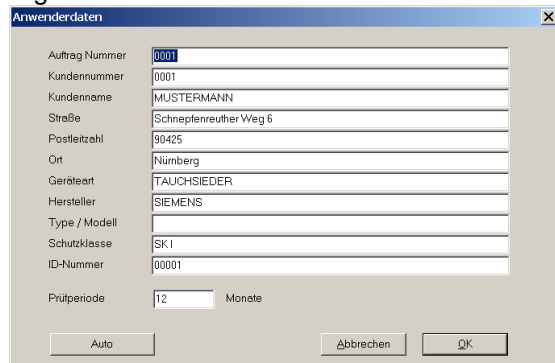 Anwenderdaten
Auftrag Nummer 0001
Kundennummer 0001
Kundenname MUSTERMANN
Straße Schnepfenreuther Weg 6
Postleitzahl 90425
Ort Nürnberg
Geräteart TAUCHSIEDER
Hersteller SIEMENS
Type / Modell
Schutzklasse SK I
ID-Nummer 00001
Prüfperiode 12 Monate
Auto Abbrechen OK